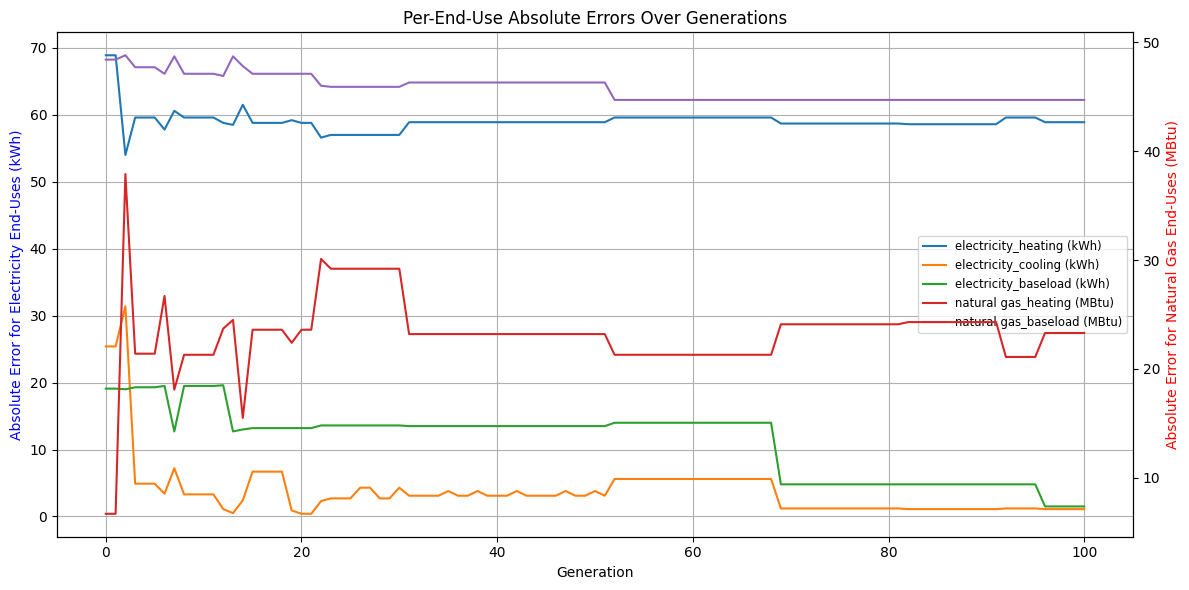 Per-End-Use Absolute Errors Over Generations
Absolute Error for Electricity End-Uses (kWh)
70
60
50
40
30
20
10
0
0
20
40
60
80
100
Generation
50
40
30
20
10
Absolute Error for Natural Gas End-Uses (MBtu)
electricity_heating (kWh)
electricity_cooling (kWh)
electricity_baseload (kWh)
natural gas_heating (MBtu)
natural gas_baseload (MBtu)